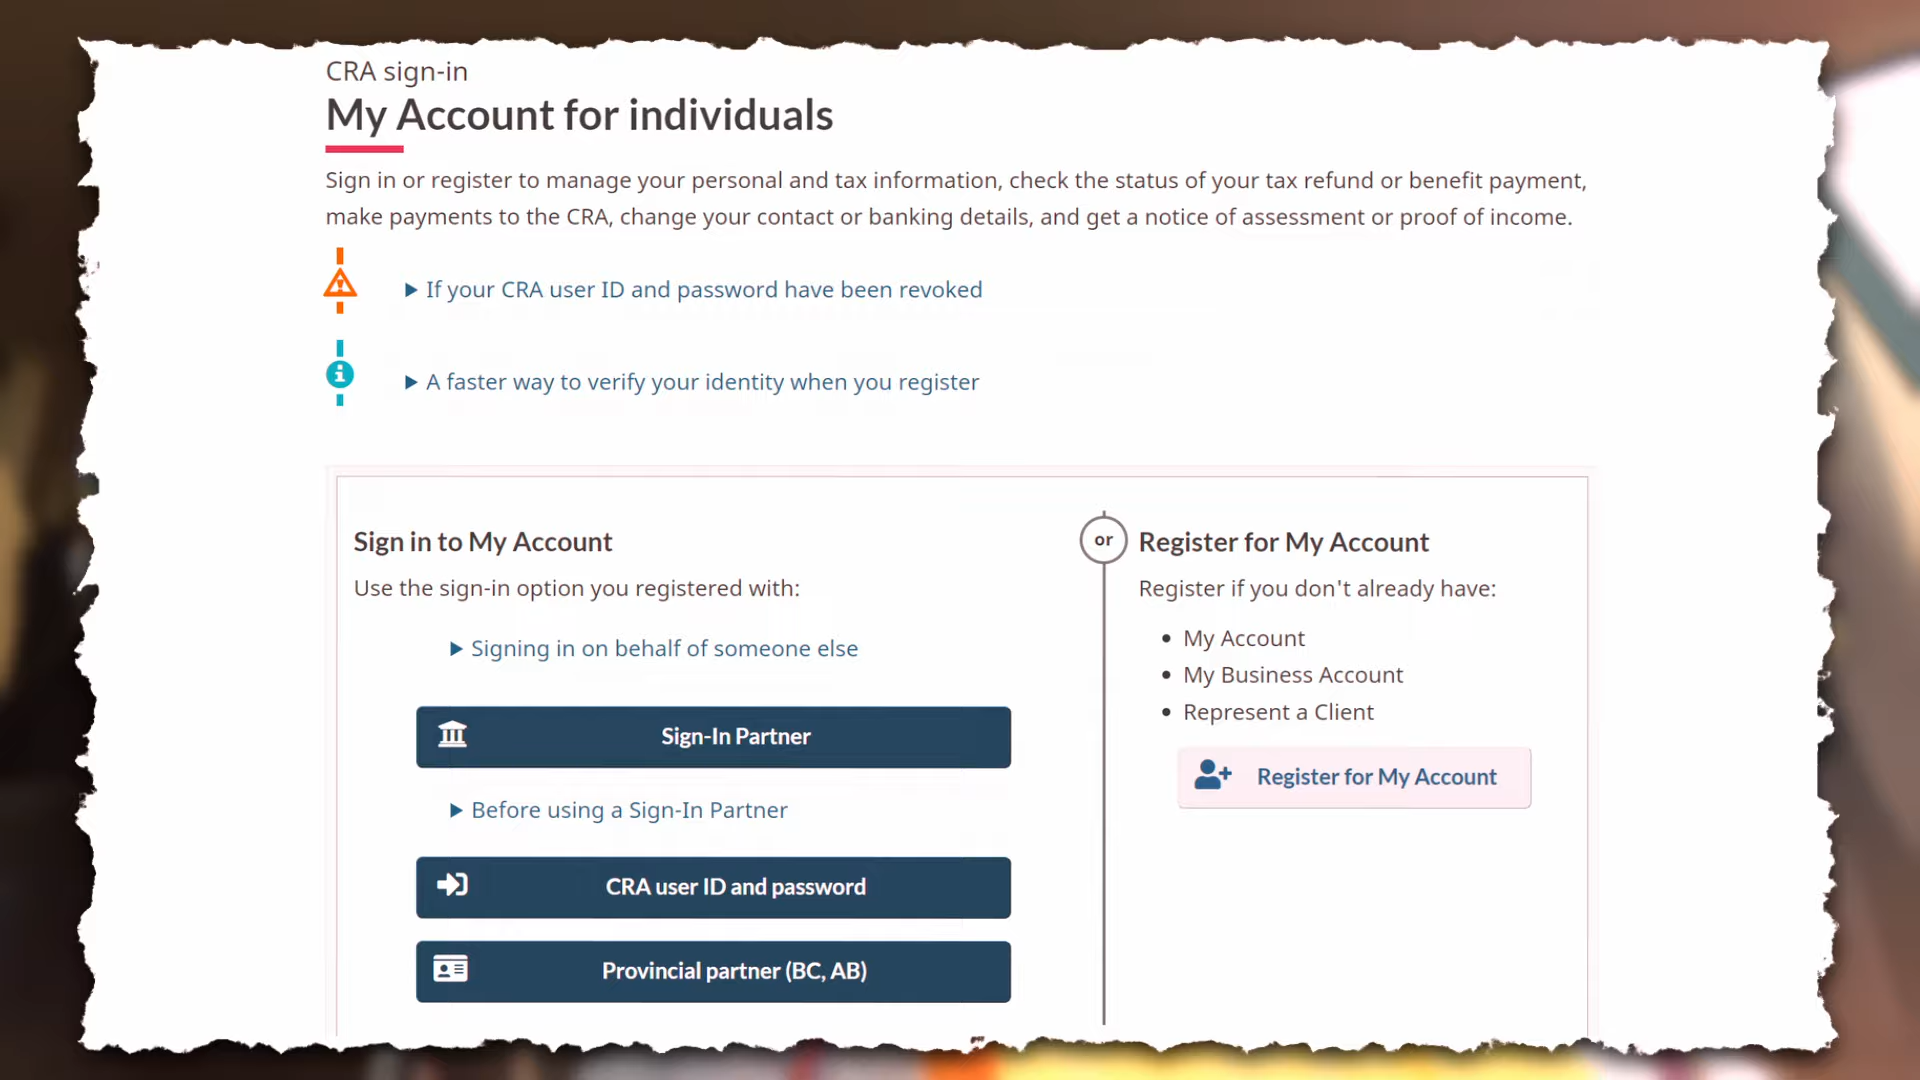 CRA sign-in
My Account for individuals
Sign in or register to manage your personal and tax information, check the status of your tax refund or benefit payment,
make payments to the CRA, change your contact or banking details, and get a notice of assessment or proof of income.
If your CRA user ID and password have been revoked
A faster way to verify your identity when you register
Sign in to My Account
Use the sign-in option you registered with:
Signing in on behalf of someone else
Sign-In Partner
Before using a Sign-In Partner
CRA user ID and password
Provincial partner (BC, AB)
or
Register for My Account
Register if you don't already have:
My Account
My Business Account
Represent a Client
Register for My Account